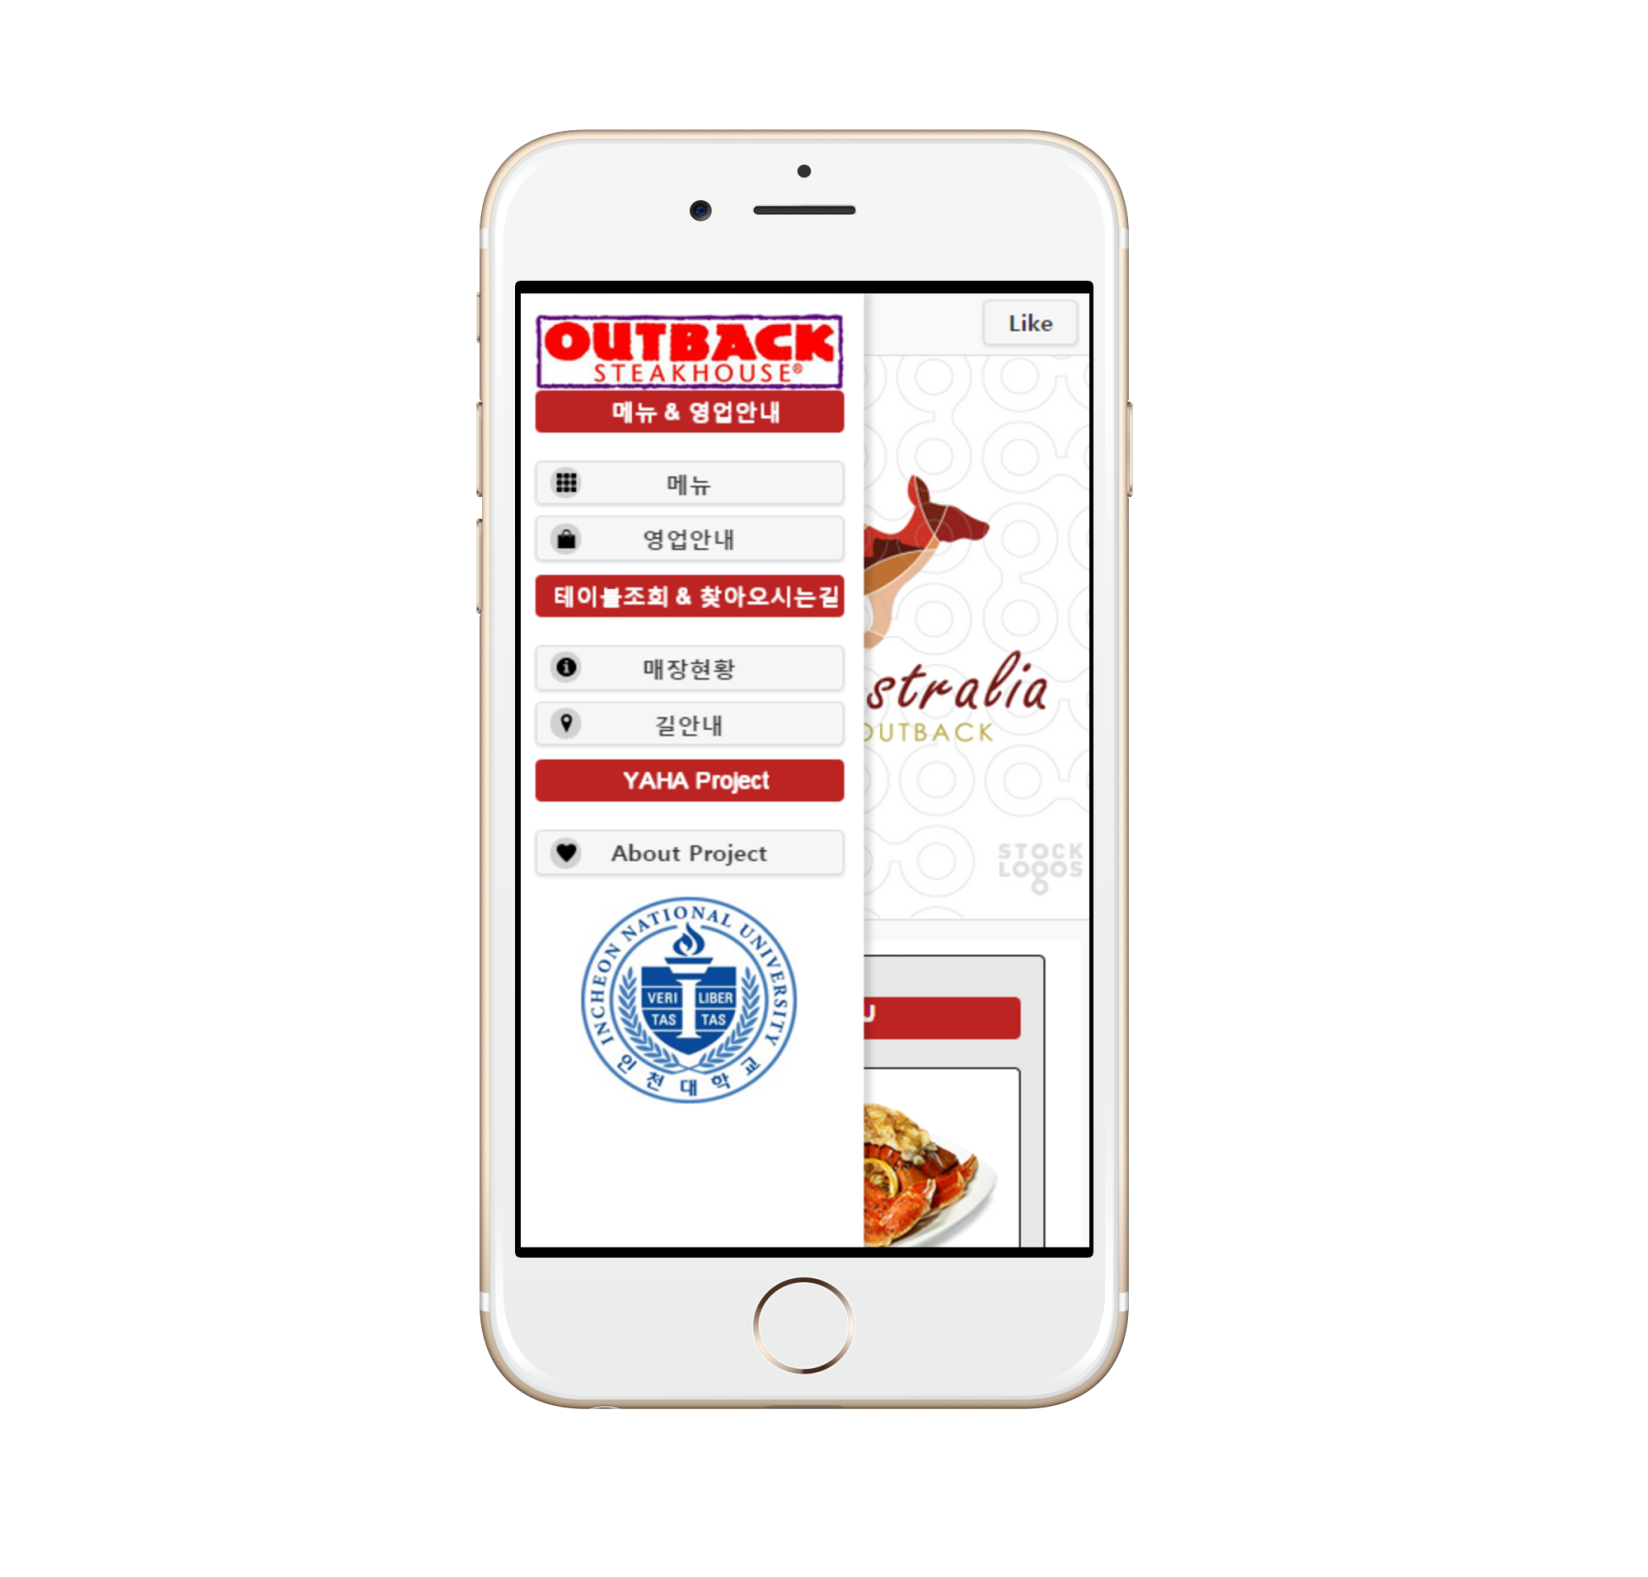 OUTBACK
STEAKHOUSE®
메뉴 & 영업안내
메뉴
영업안내
테이블조회 & 찾아오시는길
매장현황
길안내
YAHA Project
About Project
INCHEON NATIONAL UNIVERSITY
VERI LIBER
TAS TAS
인천대학교
Like
stralia
OUTBACK
STOCK
LOGOS
U